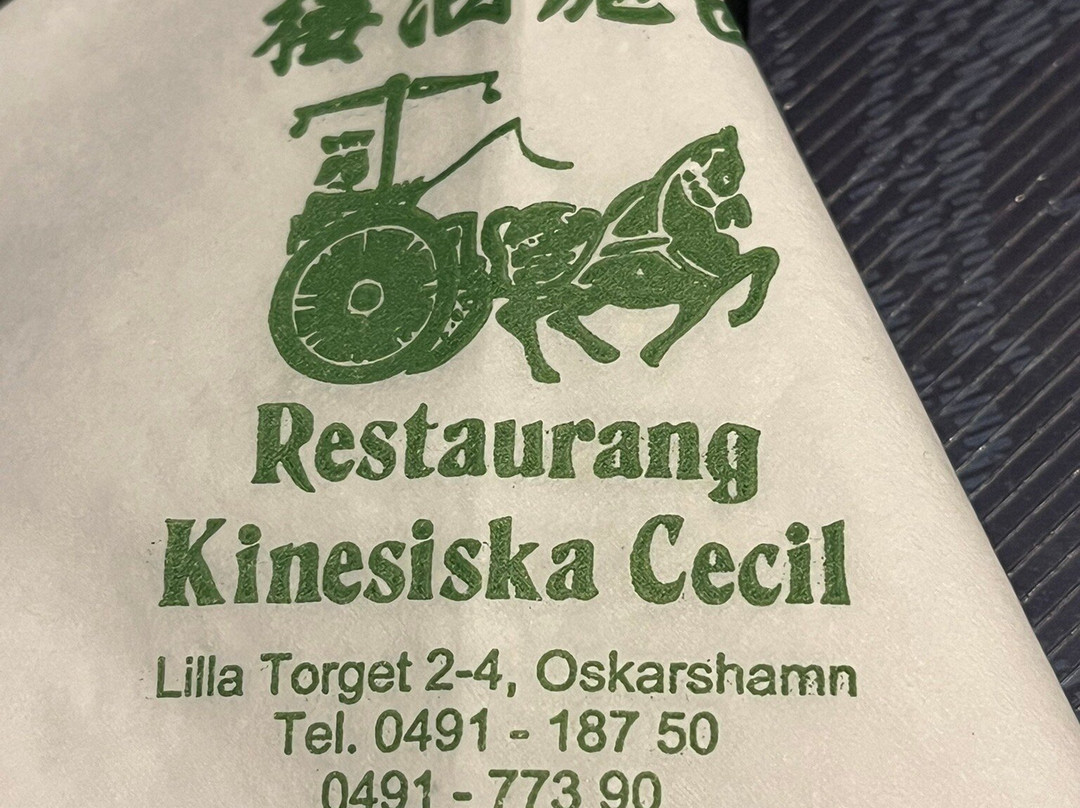 Restaurang
Kinesiska Cecil
Lilla Torget 2-4, Oskarshamn
Tel. 0491 - 187 50
0491 - 773 90